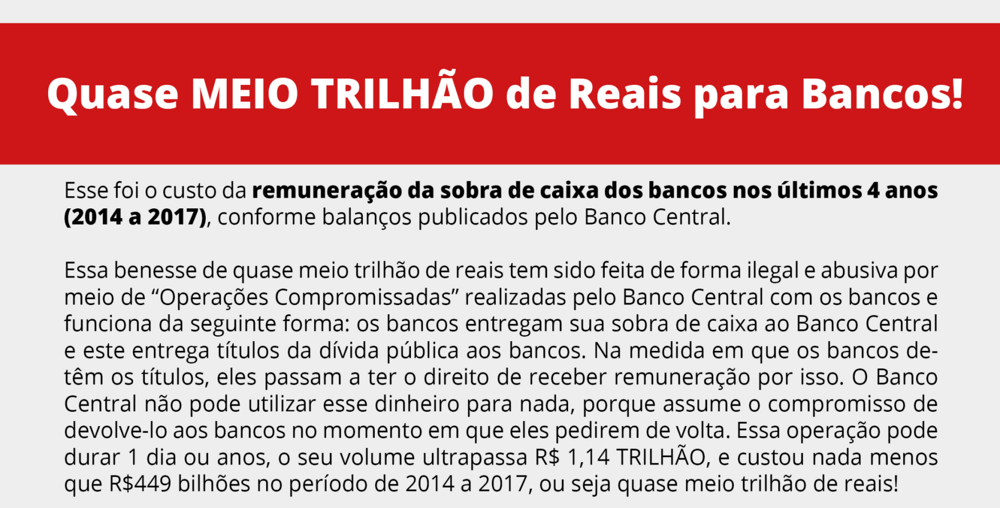 Quase MEIO TRILHÃO de Reais para Bancos!
Esse foi o custo da remuneração da sobra de caixa dos bancos nos últimos 4 anos
(2014 a 2017), conforme balanços publicados pelo Banco Central.
Essa benesse de quase meio trilhão de reais tem sido feita de forma ilegal e abusiva por
meio de “Operações Compromissadas” realizadas pelo Banco Central com os bancos e
funciona da seguinte forma: os bancos entregam sua sobra de caixa ao Banco Central
e este entrega títulos da dívida pública aos bancos. Na medida em que os bancos de-
têm os títulos, eles passam a ter o direito de receber remuneração por isso. O Banco
Central não pode utilizar esse dinheiro para nada, porque assume o compromisso de
devolve-lo aos bancos no momento em que eles pedirem de volta. Essa operação pode
durar 1 dia ou anos, o seu volume ultrapassa R$ 1,14 TRILHÃO, e custou nada menos
que R$449 bilhões no período de 2014 a 2017, ou seja quase meio trilhão de reais!